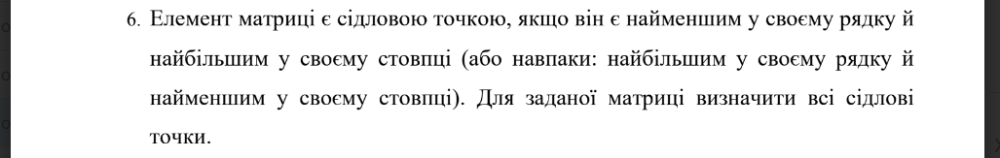 6. Елемент матриці є сідловою точкою, якщо він є найменшим у своєму рядку й
найбільшим у своєму стовпці (або навпаки: найбільшим у своєму рядку й
найменшим у своєму стовпці). Для заданої матриці визначити всі сідлові
точки.